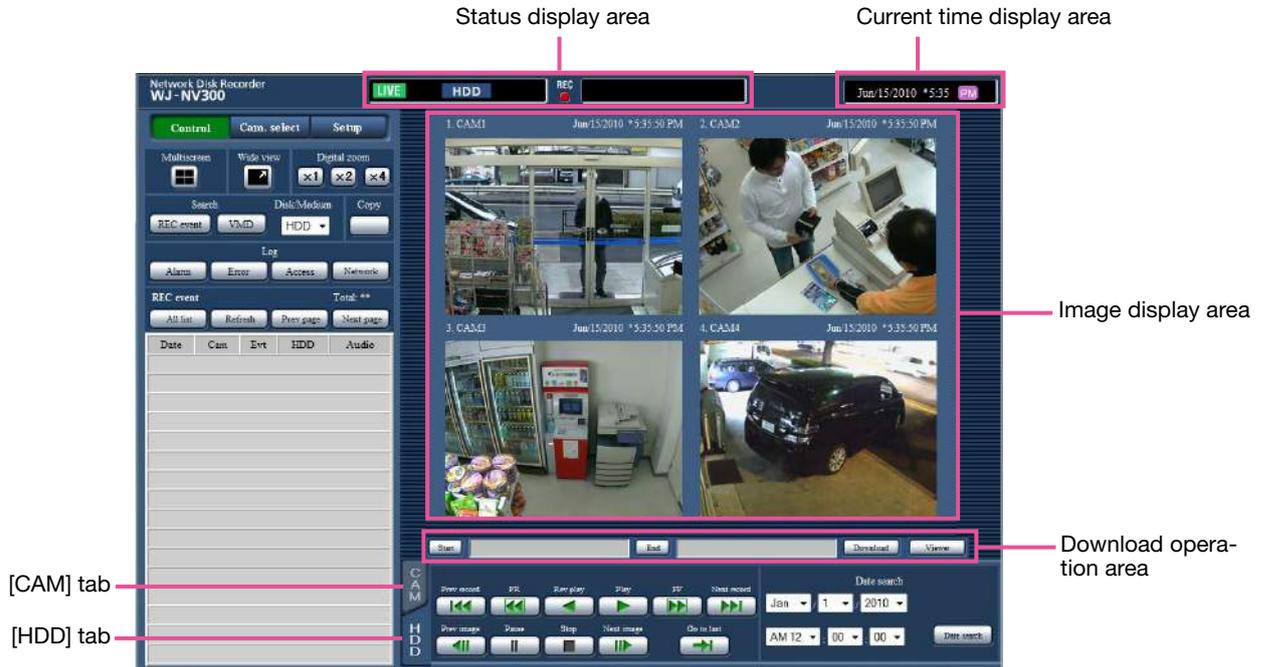 Status display area
Current time display area
Network Disk Recorder
WJ-NV300
LIVE
HDD
REC
Jun/15/2010 *5:35 PM
Control
Cam. select
Setup
1. CAM1
Jun/15/2010 *5:35:50 PM
2. CAM2
Jun/15/2010 *5:35:50 PM
Multiscreen
Wide view
Digital zoom
×1
×2
×4
Search
Disk/Medium
Copy
REC event
VMD
HDD
Log
Alarm
Error
Access
Network
REC event
Total: **
All list
Refresh
Prev page
Next page
Date
Cam
Evt
HDD
Audio
Image display area
3. CAM3
Jun/15/2010 *5:35:50 PM
4. CAM4
Jun/15/2010 *5:35:50 PM
Start
End
Download
Viewer
Download opera-
tion area
[CAM] tab
CAM
[HDD] tab
HDD
Prev record
FR
Rev play
Play
FF
Next record
Prev image
Pause
Stop
Next image
Go to last
Date search
Jan / 1 / 2010
AM 12 : 00 : 00
Date search